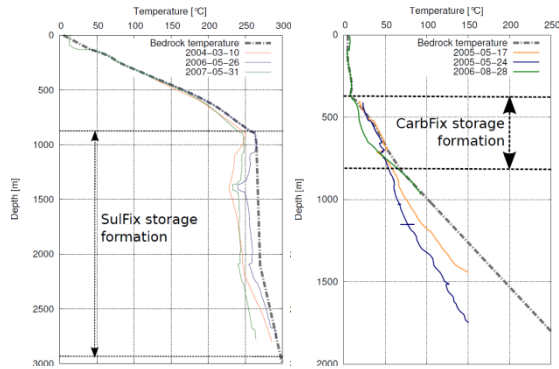 Temperature [°C]
0 50 100 150 200 250 300
0
500
1000
1500
2000
2500
3000
Depth [m]
Bedrock temperature
2004-03-10
2006-05-26
2007-05-31
SulFix storage
formation
Temperature [°C]
0 50 100 150 200 250
0
500
1000
1500
2000
Depth [m]
Bedrock temperature
2005-05-17
2005-05-24
2006-08-28
CarbFix storage
formation